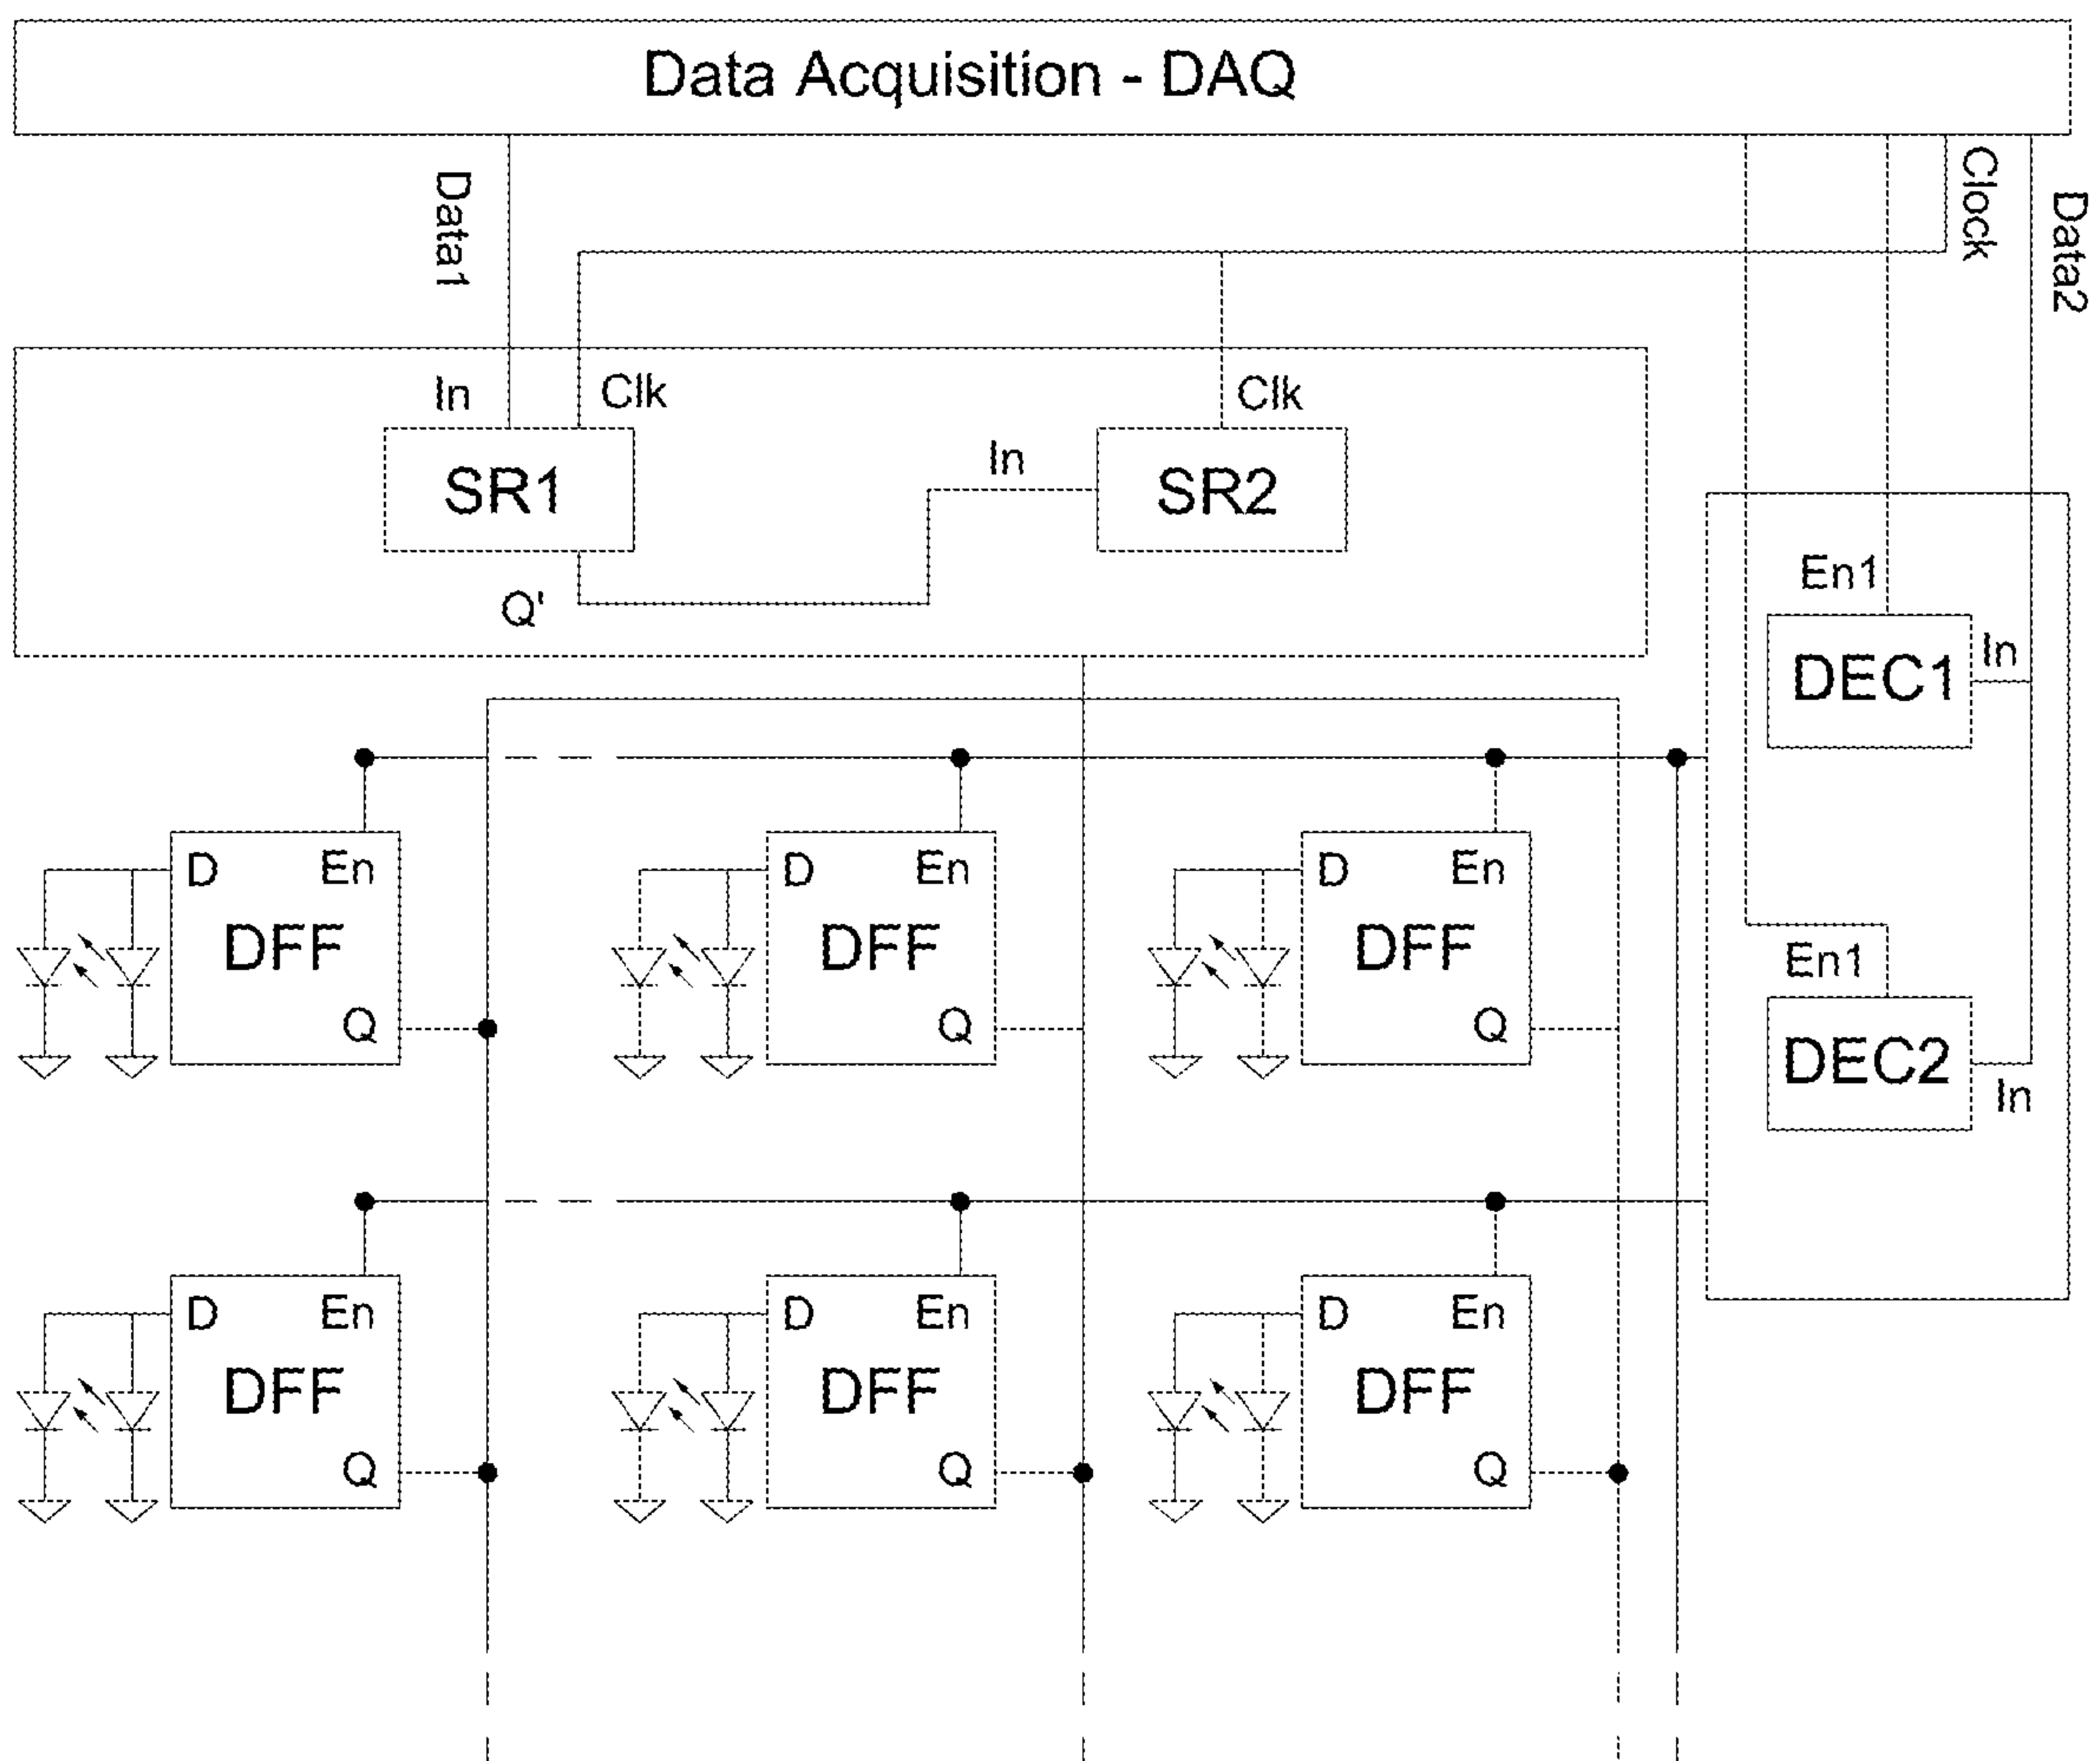 Data Acquisition - DAQ
Data1
Clock
Data2
In
Clk
Clk
SR1
In
SR2
Q'
En1
DEC1
In
D
En
DFF
Q
D
En
DFF
Q
D
En
DFF
Q
En1
DEC2
In
D
En
DFF
Q
D
En
DFF
Q
D
En
DFF
Q